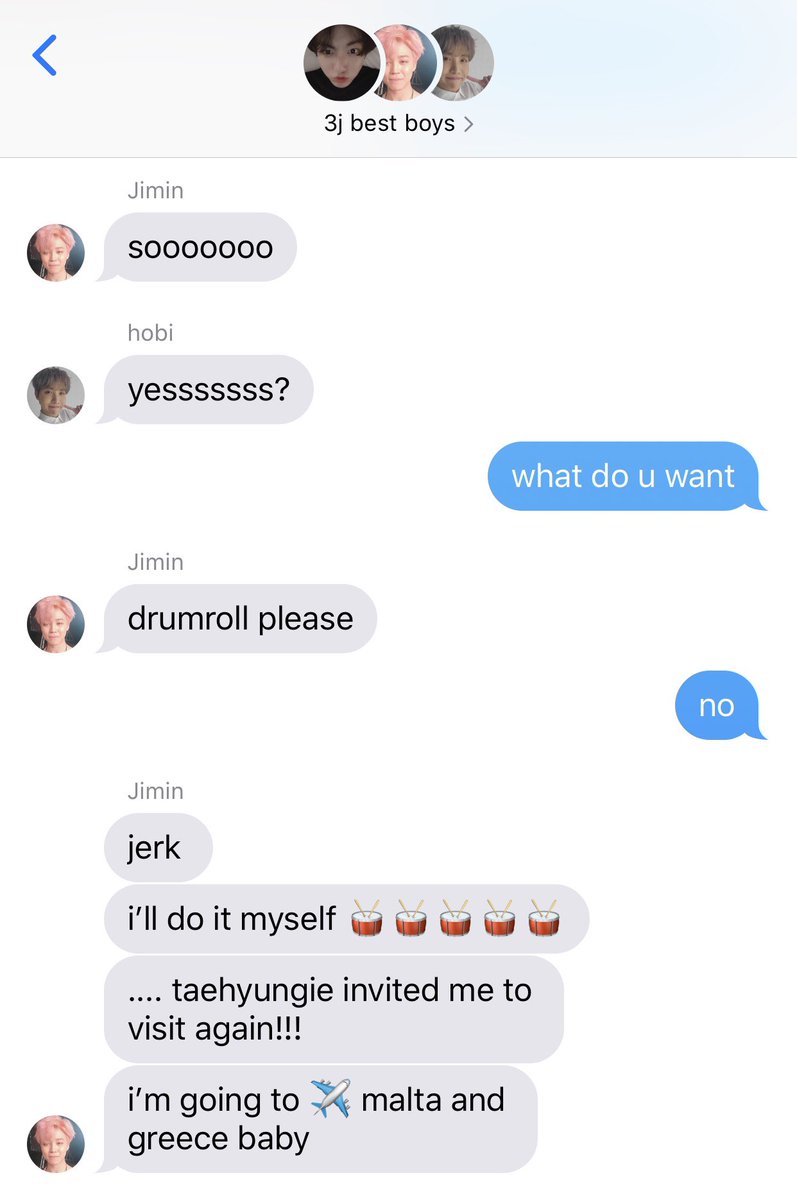 3j best boys
Jimin
sooooooo
hobi
yesssssss?
what do u want
Jimin
drumroll please
no
Jimin
jerk
i’ll do it myself 🥁 🥁 🥁 🥁 🥁
.... taehyungie invited me to
visit again!!!
i’m going to ✈️ malta and
greece baby